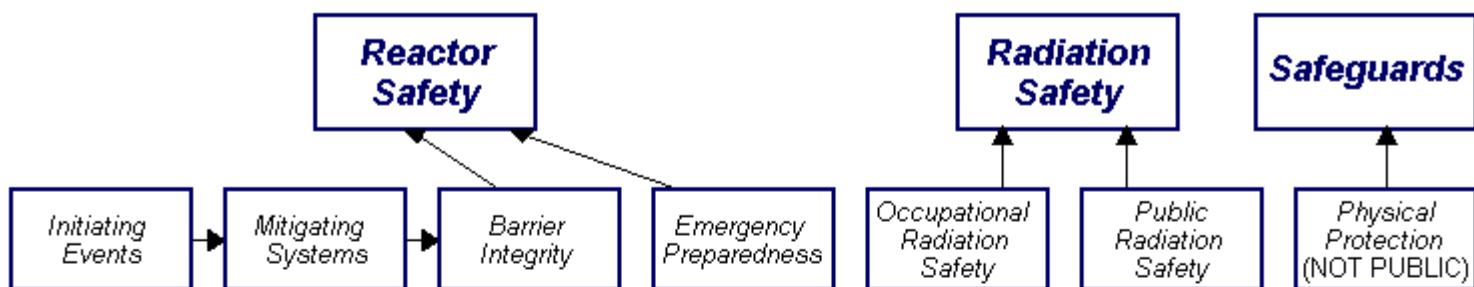 Reactor
Safety
Radiation
Safety
Safeguards
Initiating
Events
Mitigating
Systems
Barrier
Integrity
Emergency
Preparedness
Occupational
Radiation
Safety
Public
Radiation
Safety
Physical
Protection
(NOT PUBLIC)